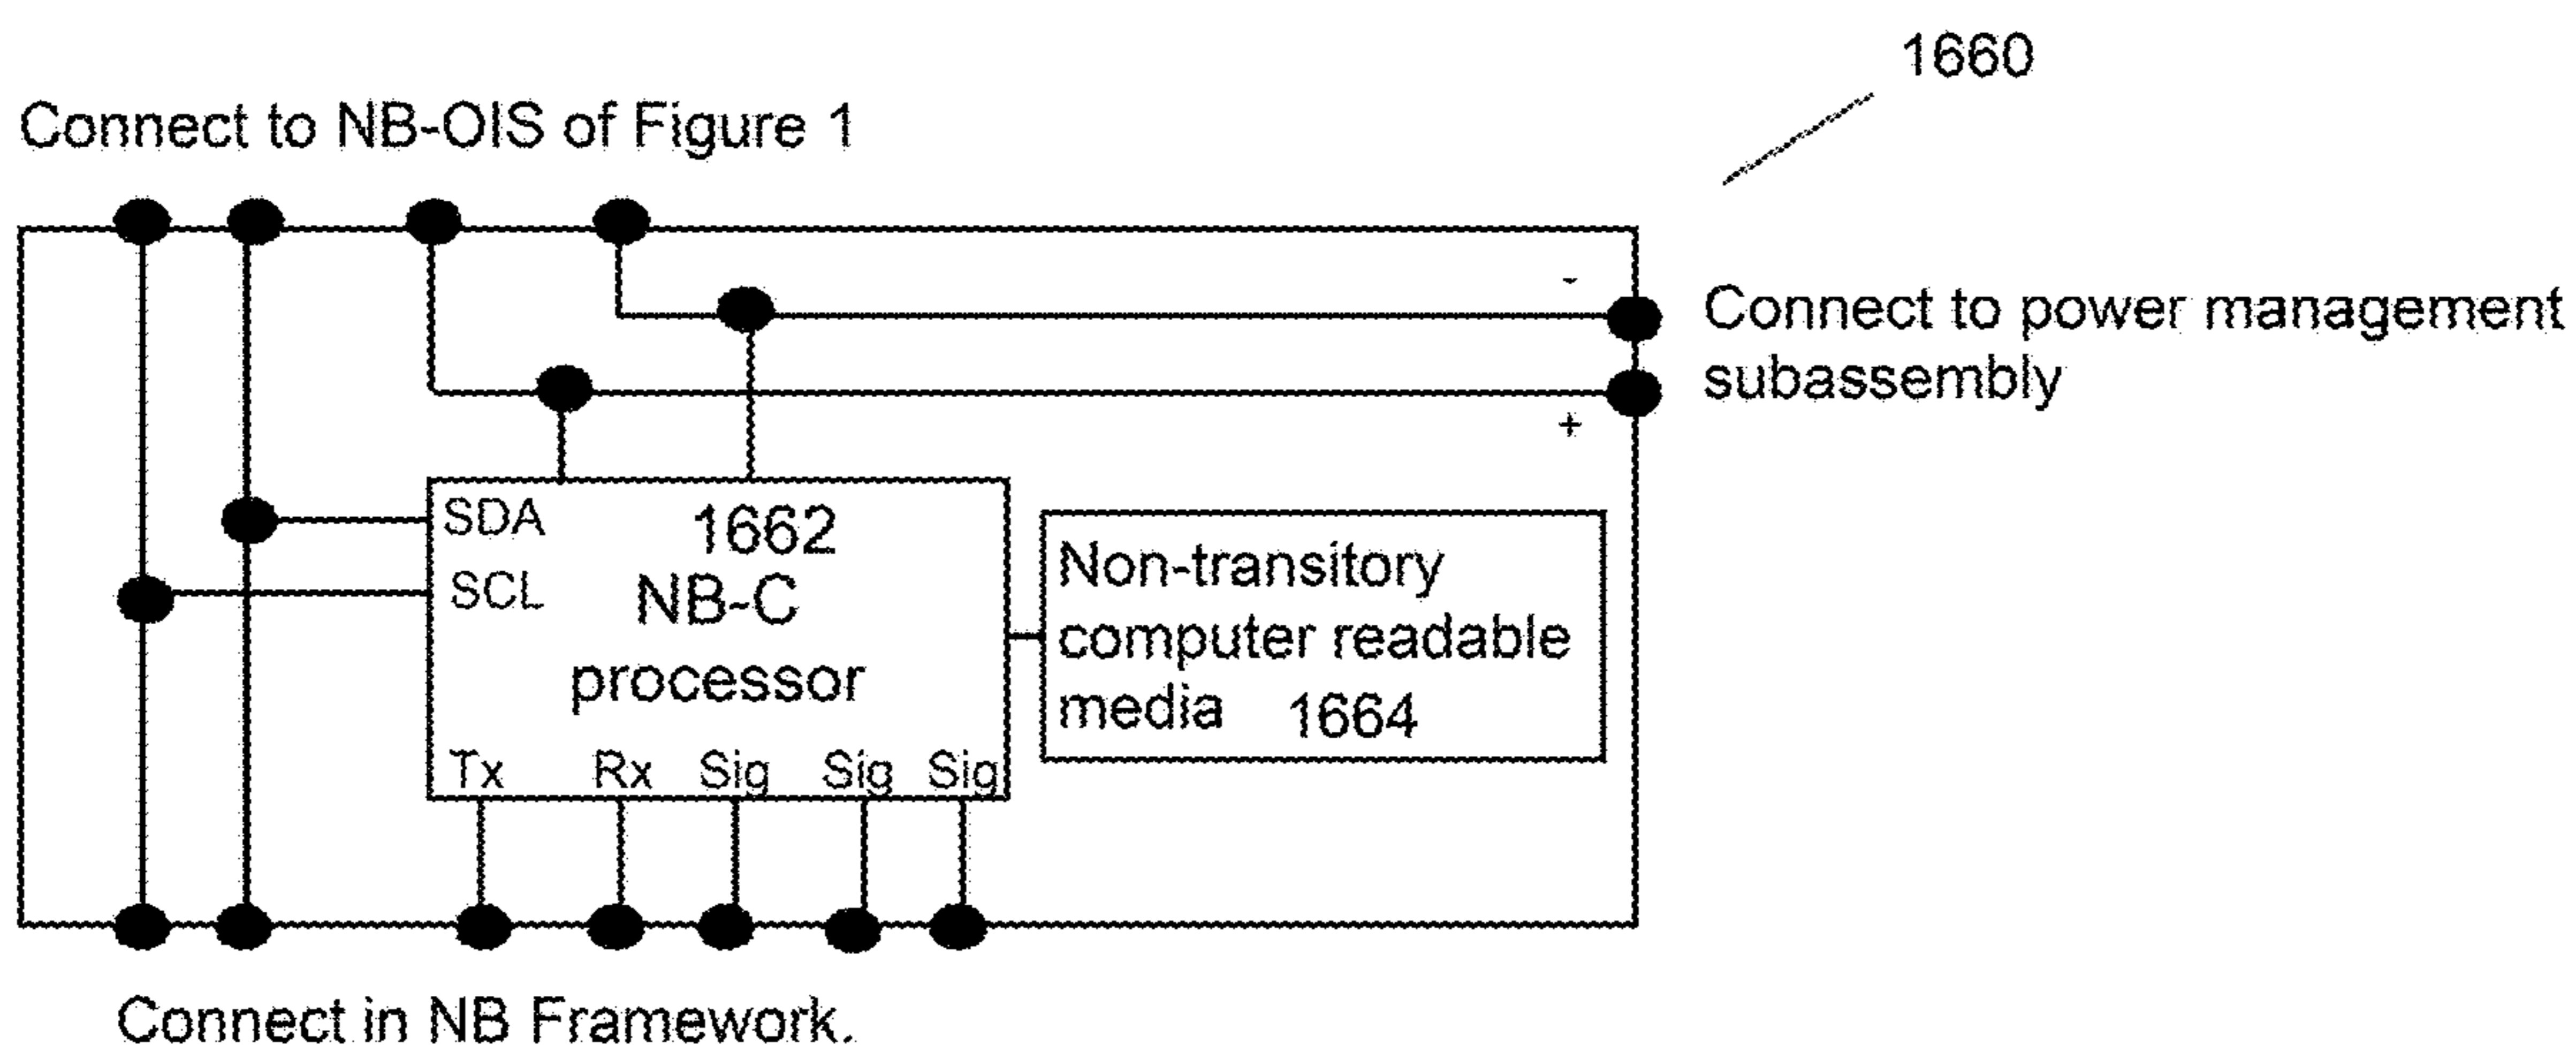 1660
Connect to NB-OIS of Figure 1
-
Connect to power management
subassembly
+
SDA
1662
SCL
NB-C
processor
Non-transitory
computer readable
media 1664
Tx Rx Sig Sig Sig
Connect in NB Framework.